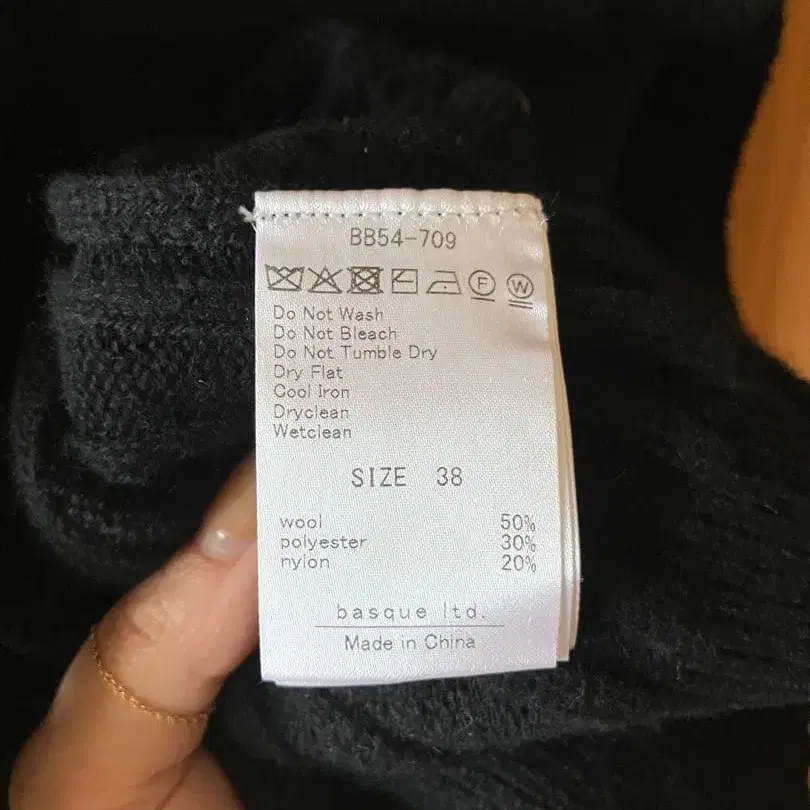 BB54-709
F W
Do Not Wash
Do Not Bleach
Do Not Tumble Dry
Dry Flat
Cool Iron
Dryclean
Wetclean
SIZE 38
wool 50%
polyester 30%
nylon 20%
basque ltd.
Made in China